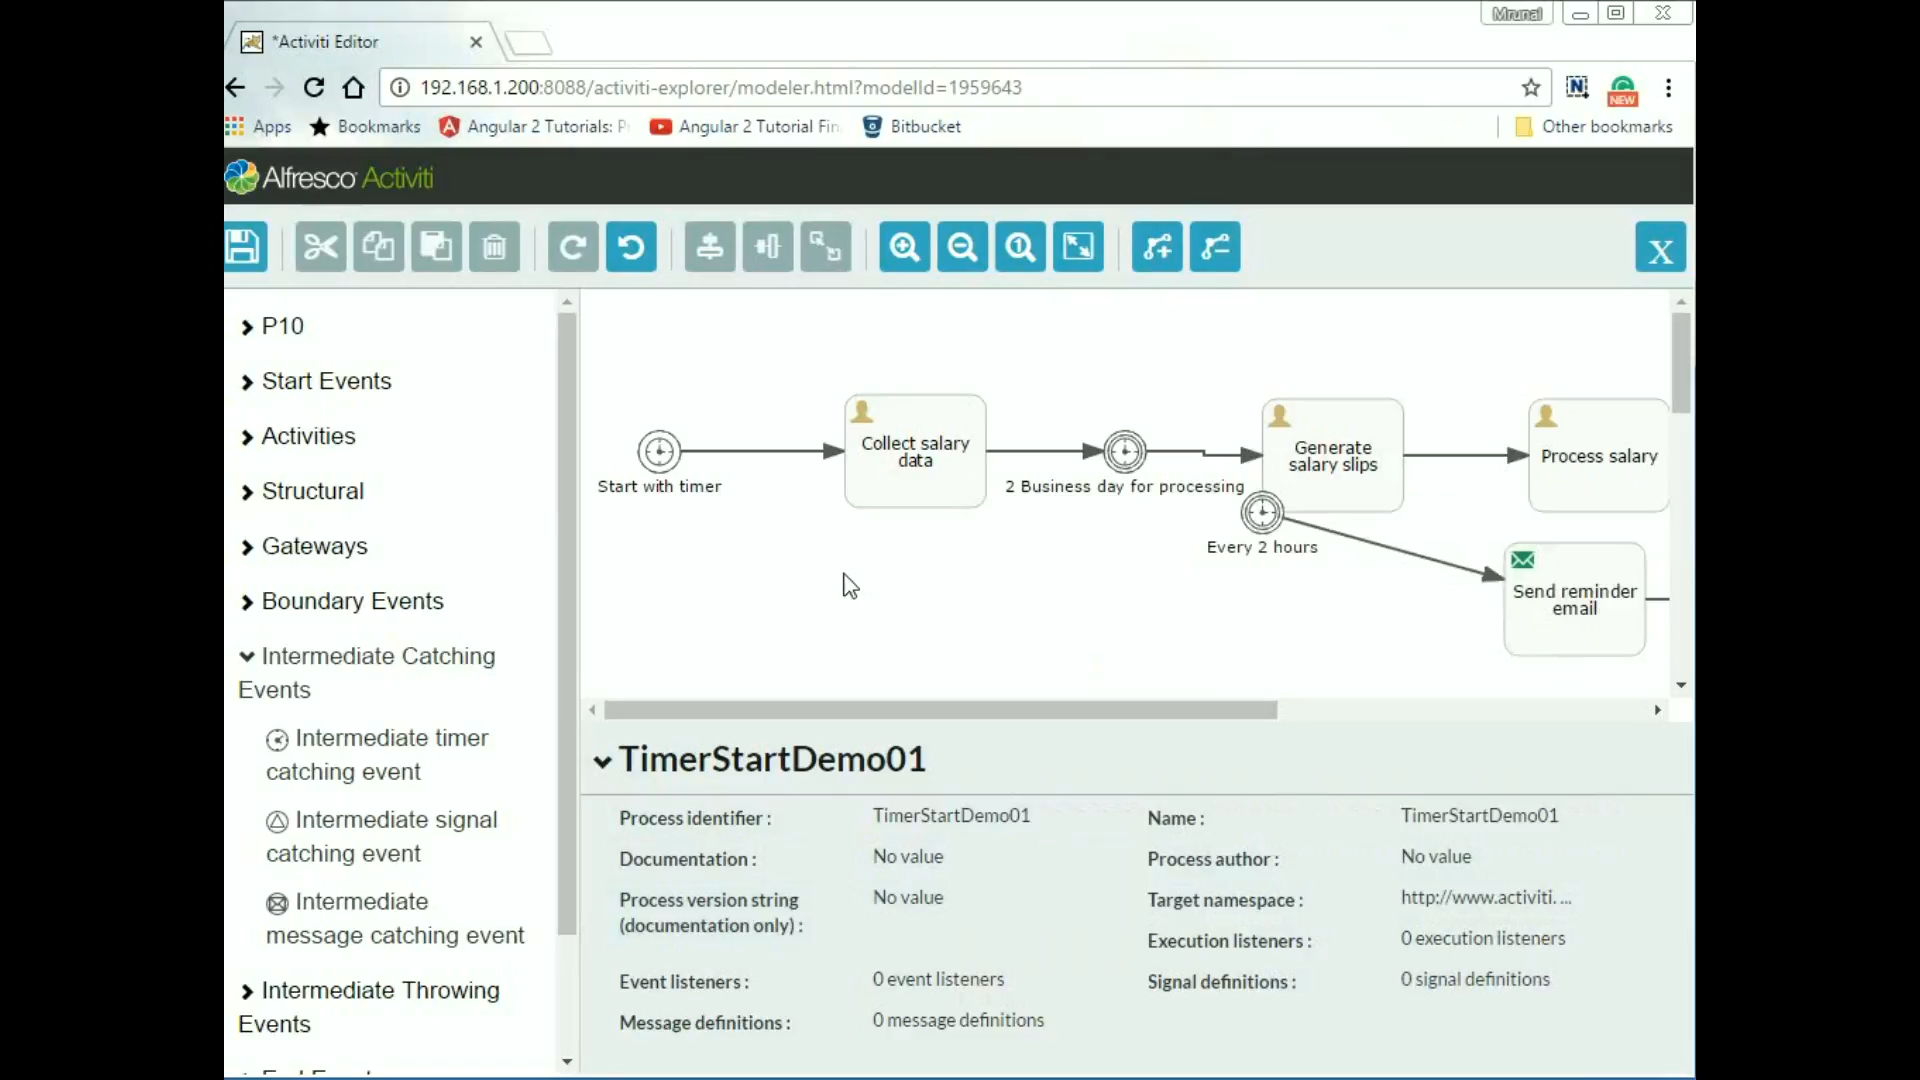 Mrunal
*Activiti Editor
192.168.1.200:8088/activiti-explorer/modeler.html?modelId=1959643
NEW
Apps Bookmarks Angular 2 Tutorials: Angular 2 Tutorial Fin Bitbucket Other bookmarks
Alfresco Activiti
X
P10
Start Events
Activities
Structural
Gateways
Boundary Events
Intermediate Catching
Events
Intermediate timer
catching event
Intermediate signal
catching event
Intermediate
message catching event
Intermediate Throwing
Events
Start with timer
Collect salary
data
2 Business day for processing
Generate
salary slips
Process salary
Every 2 hours
Send reminder
email
TimerStartDemo01
Process identifier : TimerStartDemo01 Name : TimerStartDemo01
Documentation : No value Process author : No value
Process version string No value Target namespace : http://www.activiti. ...
(documentation only) :
Execution listeners : 0 execution listeners
Event listeners : 0 event listeners Signal definitions : 0 signal definitions
Message definitions : 0 message definitions